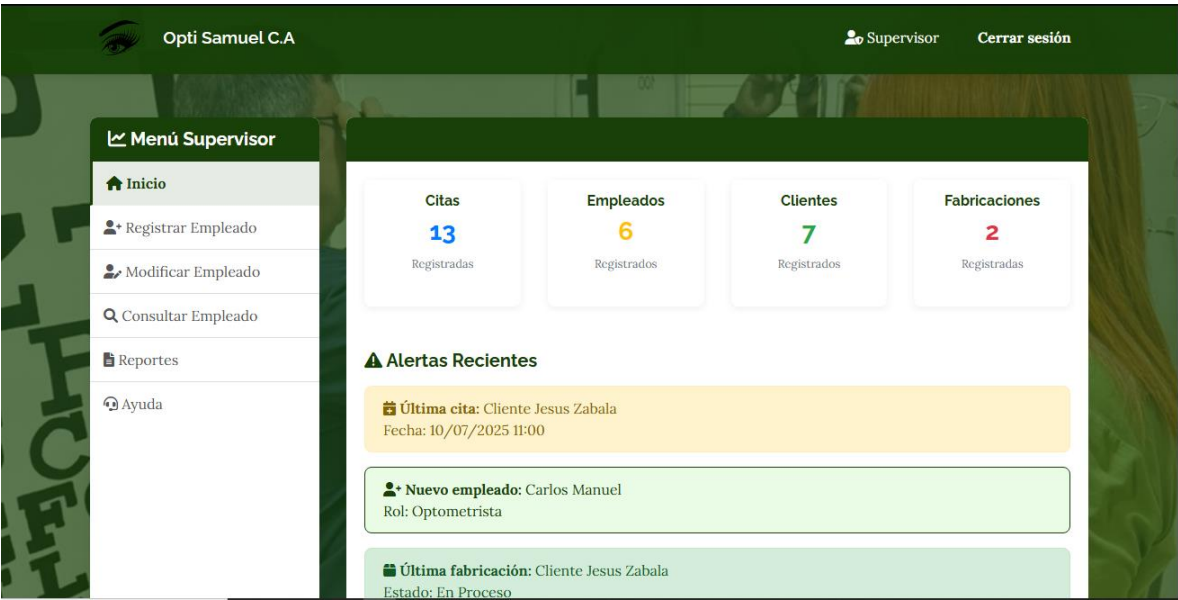 Opti Samuel C.A
Supervisor
Cerrar sesión
Menú Supervisor
Inicio
Registrar Empleado
Modificar Empleado
Consultar Empleado
Reportes
Ayuda
Citas
13
Registradas
Empleados
6
Registrados
Clientes
7
Registrados
Fabricaciones
2
Registradas
Alertas Recientes
Última cita: Cliente Jesus Zabala
Fecha: 10/07/2025 11:00
Nuevo empleado: Carlos Manuel
Rol: Optometrista
Última fabricación: Cliente Jesus Zabala
Estado: En Proceso